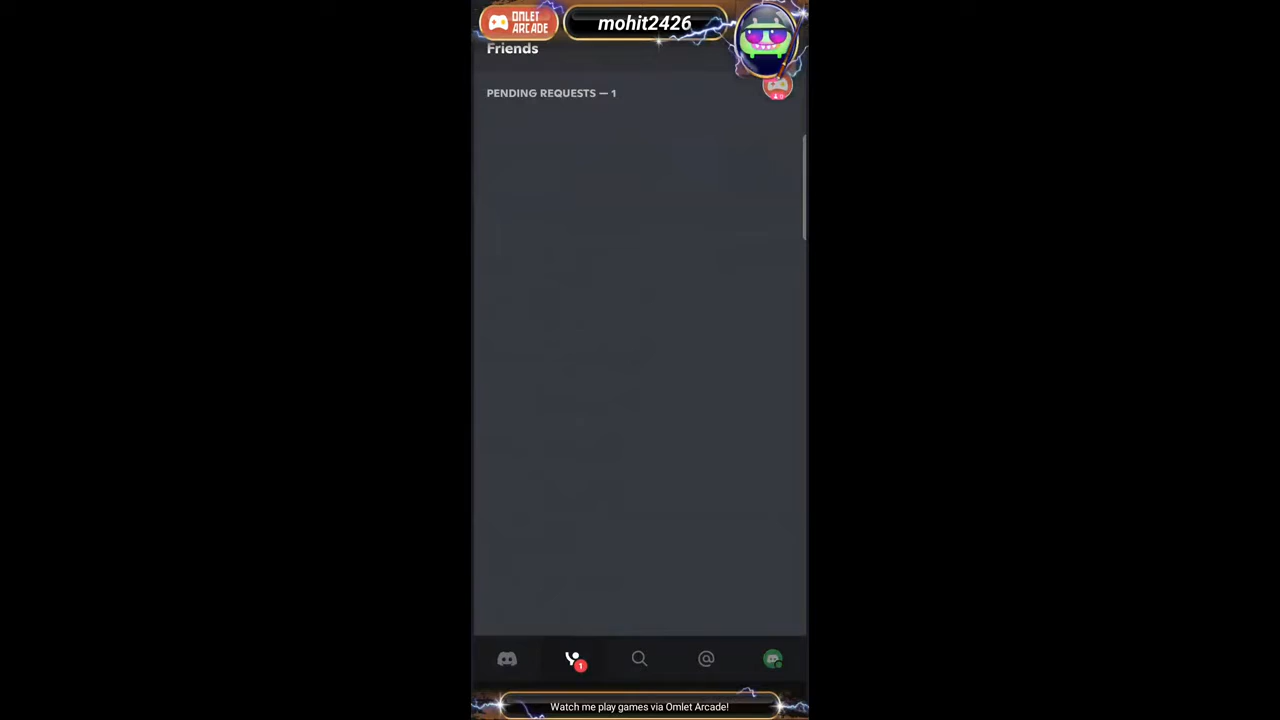 OMLET
ARCADE
mohit2426
Friends
PENDING REQUESTS — 1
1
Watch me play games via Omlet Arcade!